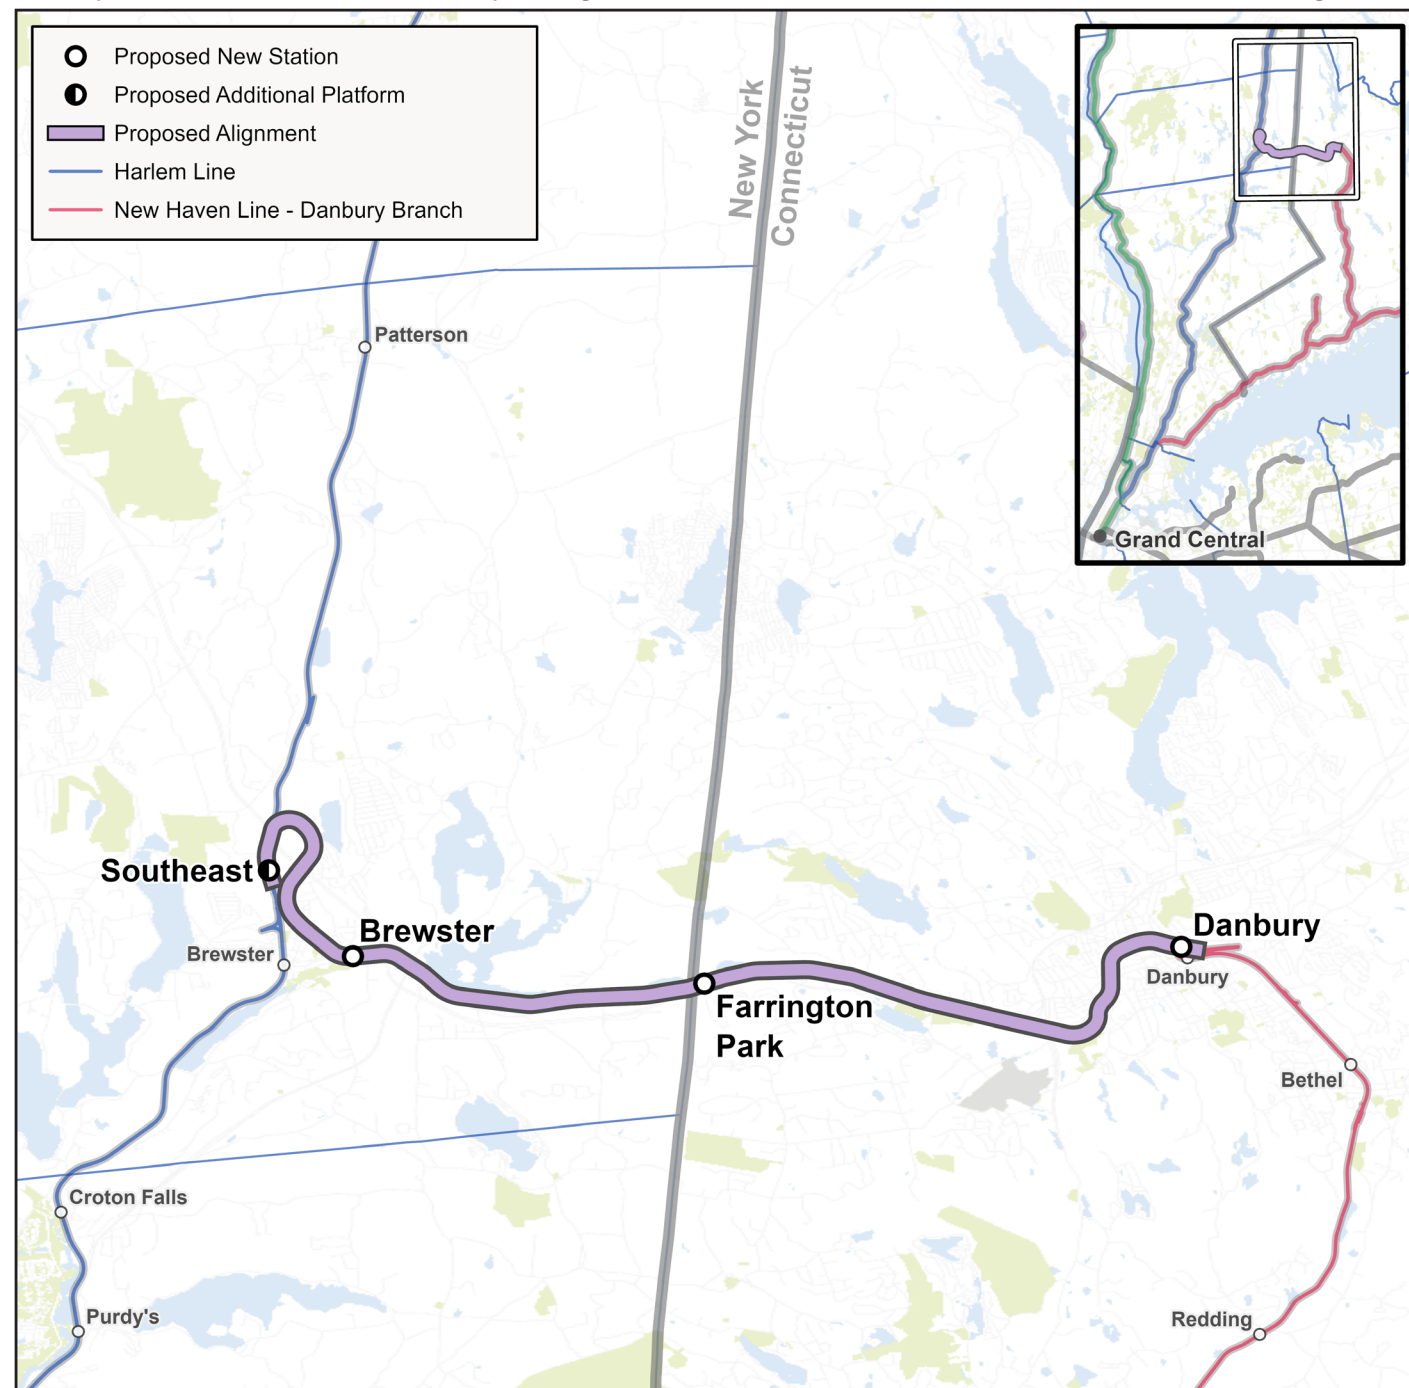 Proposed New Station
Proposed Additional Platform
Proposed Alignment
Harlem Line
New Haven Line - Danbury Branch
New York
Connecticut
Grand Central
Patterson
Southeast
Brewster
Brewster
Farrington
Park
Danbury
Danbury
Bethel
Croton Falls
Purdy's
Redding